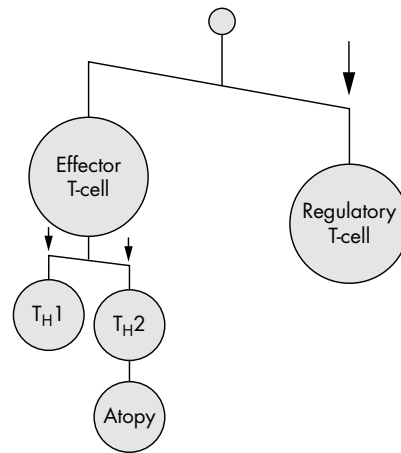 Effector
T-cell
Regulatory
T-cell
TH1
TH2
Atopy